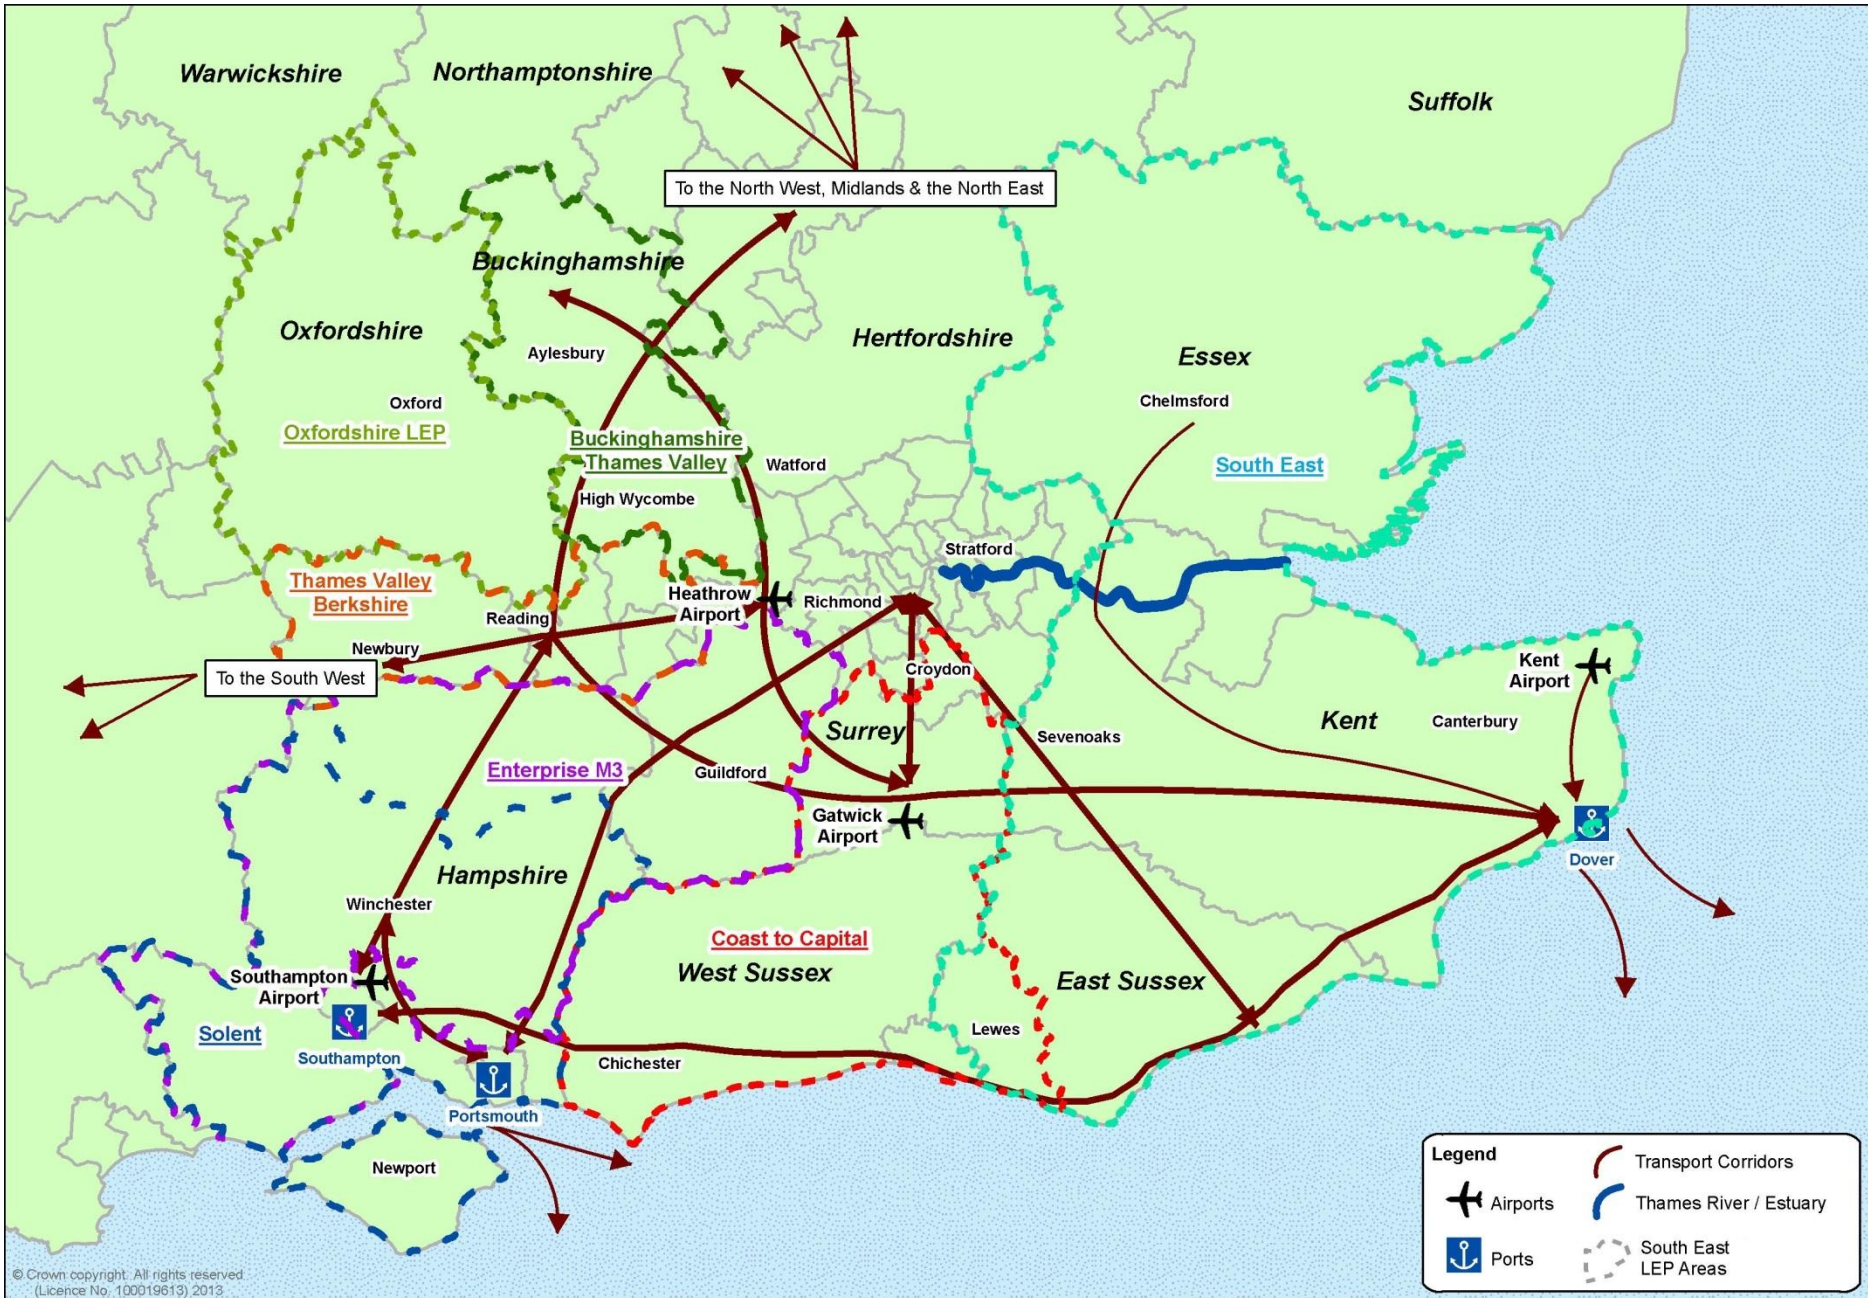 Warwickshire
Northamptonshire
Suffolk
To the North West, Midlands & the North East
Buckinghamshire
Oxfordshire
Hertfordshire
Aylesbury
Essex
Oxford
Chelmsford
Oxfordshire LEP
Buckinghamshire
Thames Valley
Watford
South East
High Wycombe
Stratford
Thames Valley
Berkshire
Heathrow
Airport
Richmond
Reading
Newbury
To the South West
Croydon
Kent
Airport
Surrey
Sevenoaks
Kent
Canterbury
Enterprise M3
Guildford
Gatwick
Airport
Dover
Hampshire
Winchester
Coast to Capital
West Sussex
East Sussex
Southampton
Airport
Solent
Southampton
Lewes
Chichester
Portsmouth
Newport
Legend
Airports
Ports
Transport Corridors
Thames River / Estuary
South East
LEP Areas
© Crown copyright. All rights reserved
(Licence No. 100019613) 2013